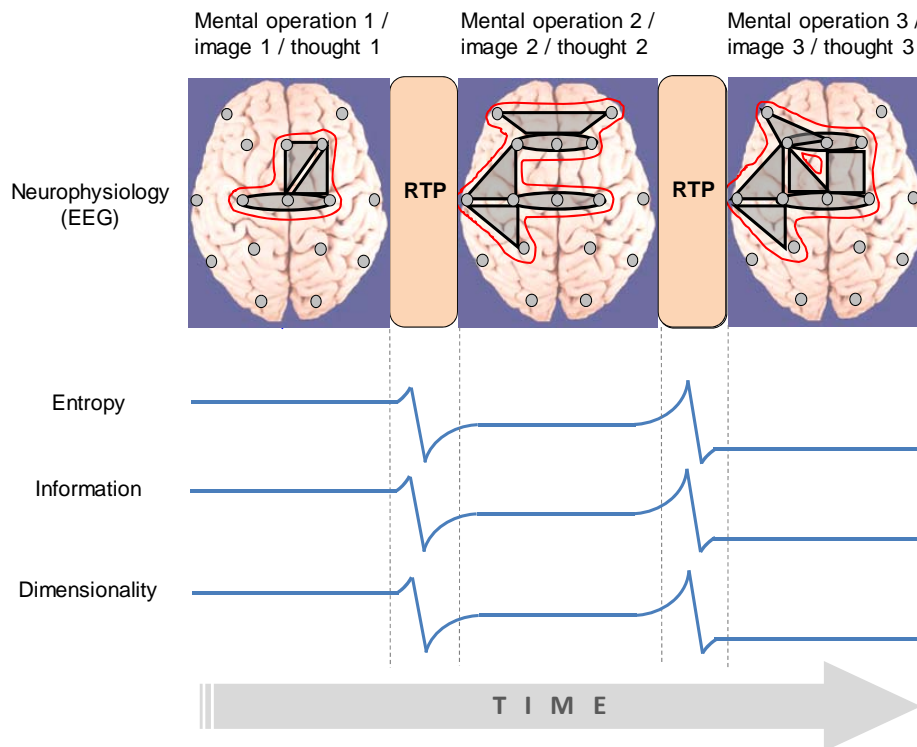 Mental operation 1 /
image 1 / thought 1
Mental operation 2 /
image 2 / thought 2
Mental operation 3 /
image 3 / thought 3
Neurophysiology
(EEG)
RTP
RTP
Entropy
Information
Dimensionality
T I M E